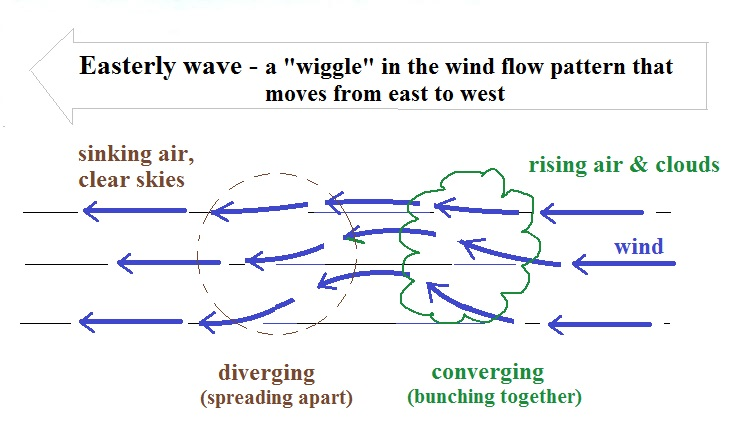 Easterly wave - a "wiggle" in the wind flow pattern that
moves from east to west
sinking air,
clear skies
rising air & clouds
wind
diverging
(spreading apart)
converging
(bunching together)